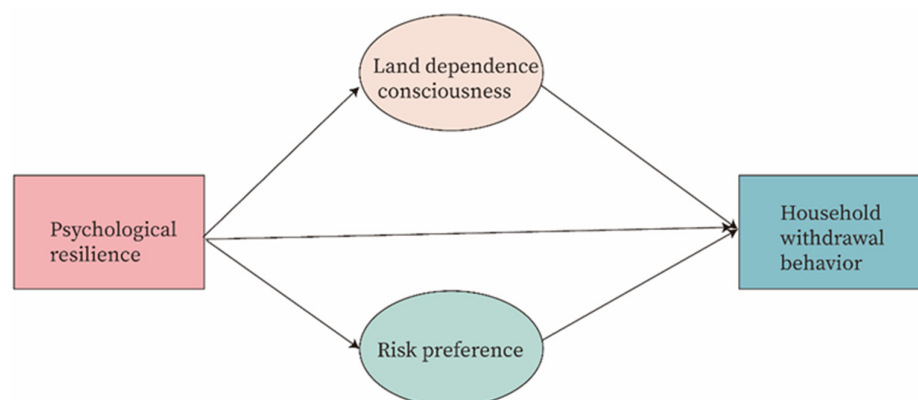 Land dependence
consciousness
Psychological
resilience
Household
withdrawal
behavior
Risk preference